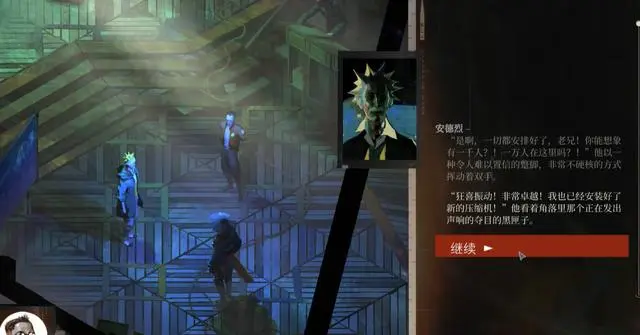 安德烈 –
“是啊，一切都安排好了，老兄！你能想象
有一千人？！一万人在这里吗？！”他以一
种令人难以置信的蹩脚，非常不硬核的方式
挥动着双手。
“狂喜振动！非常卓越！我也已经安装好了
新的压缩机！”他看着角落里那个正在发出
声响的夺目的黑匣子。
继续